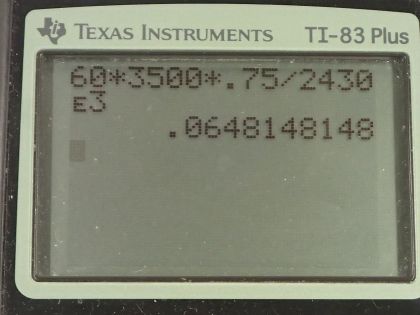 TEXAS INSTRUMENTS TI-83 Plus
60*3500*.75/2430
ᴇ3
.0648148148